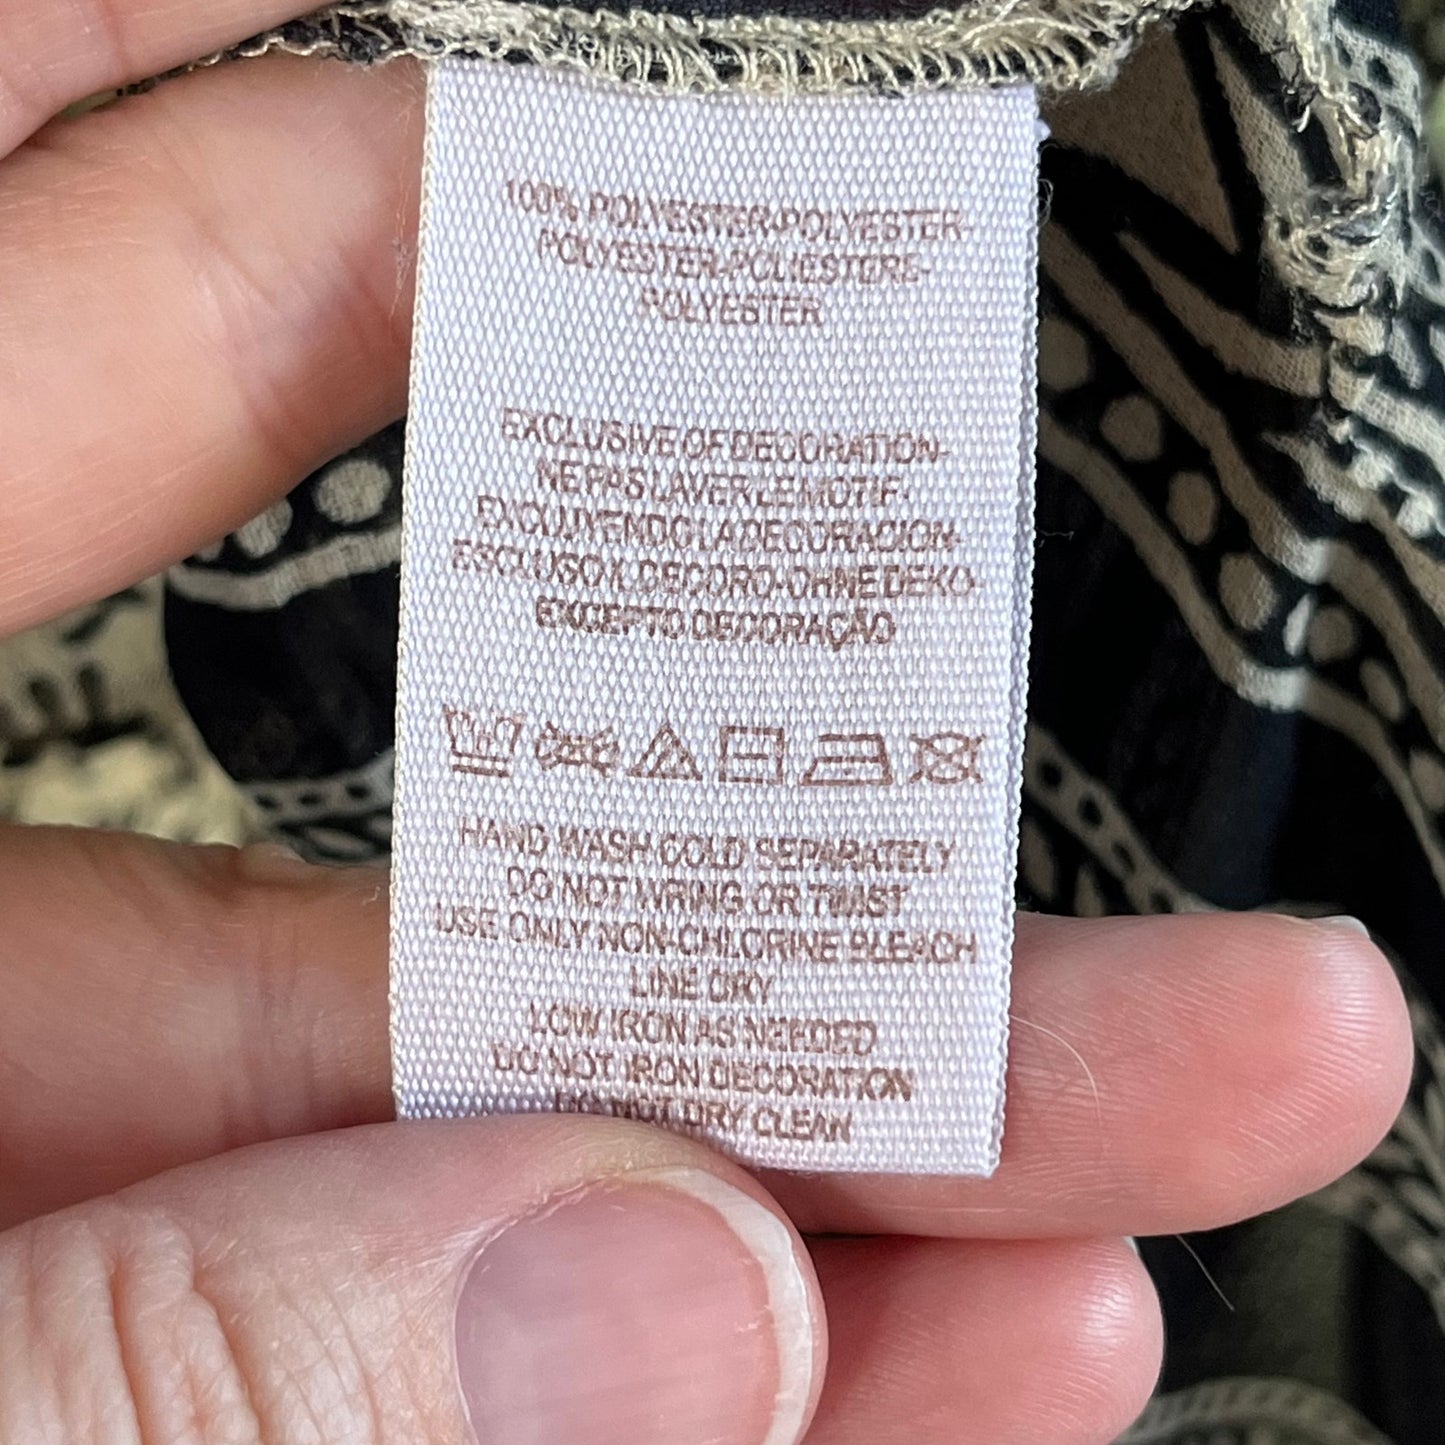 100% POLYESTER-POLYESTER-
POLYESTER-POLIESTERE-
POLYESTER
EXCLUSIVE OF DECORATION-
NE PAS LAVER LE MOTIF-
EXCLUYENDO LA DECORACION-
ESCLUSO IL DECORO-OHNE DEKO-
EXCEPTO DECORAÇÃO
HAND WASH COLD SEPARATELY
DO NOT WRING OR TWIST
USE ONLY NON-CHLORINE BLEACH
LINE DRY
LOW IRON AS NEEDED
DO NOT IRON DECORATION
DO NOT DRY CLEAN